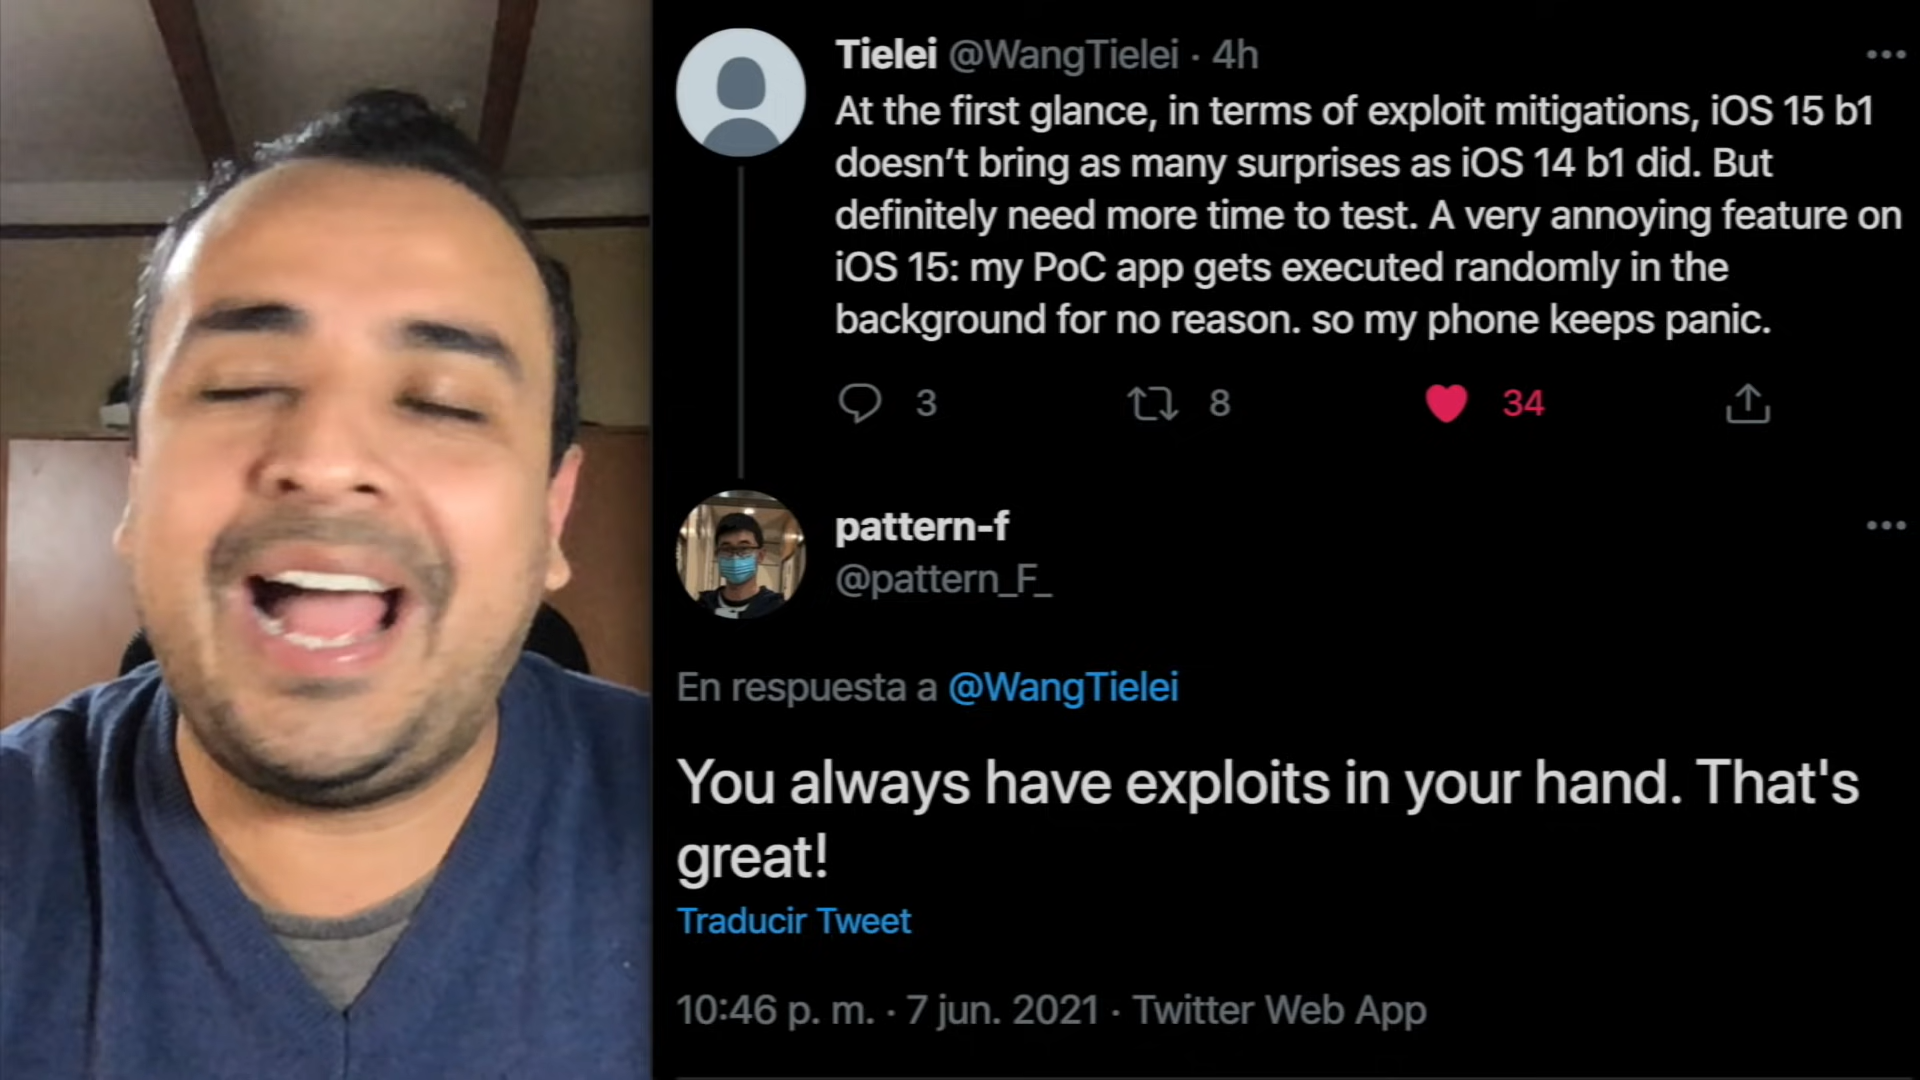 Tielei @WangTielei · 4h
At the first glance, in terms of exploit mitigations, iOS 15 b1
doesn’t bring as many surprises as iOS 14 b1 did. But
definitely need more time to test. A very annoying feature on
iOS 15: my PoC app gets executed randomly in the
background for no reason. so my phone keeps panic.
3 8 34
pattern-f
@pattern_F_
En respuesta a @WangTielei
You always have exploits in your hand. That's
great!
Traducir Tweet
10:46 p. m. · 7 jun. 2021 · Twitter Web App